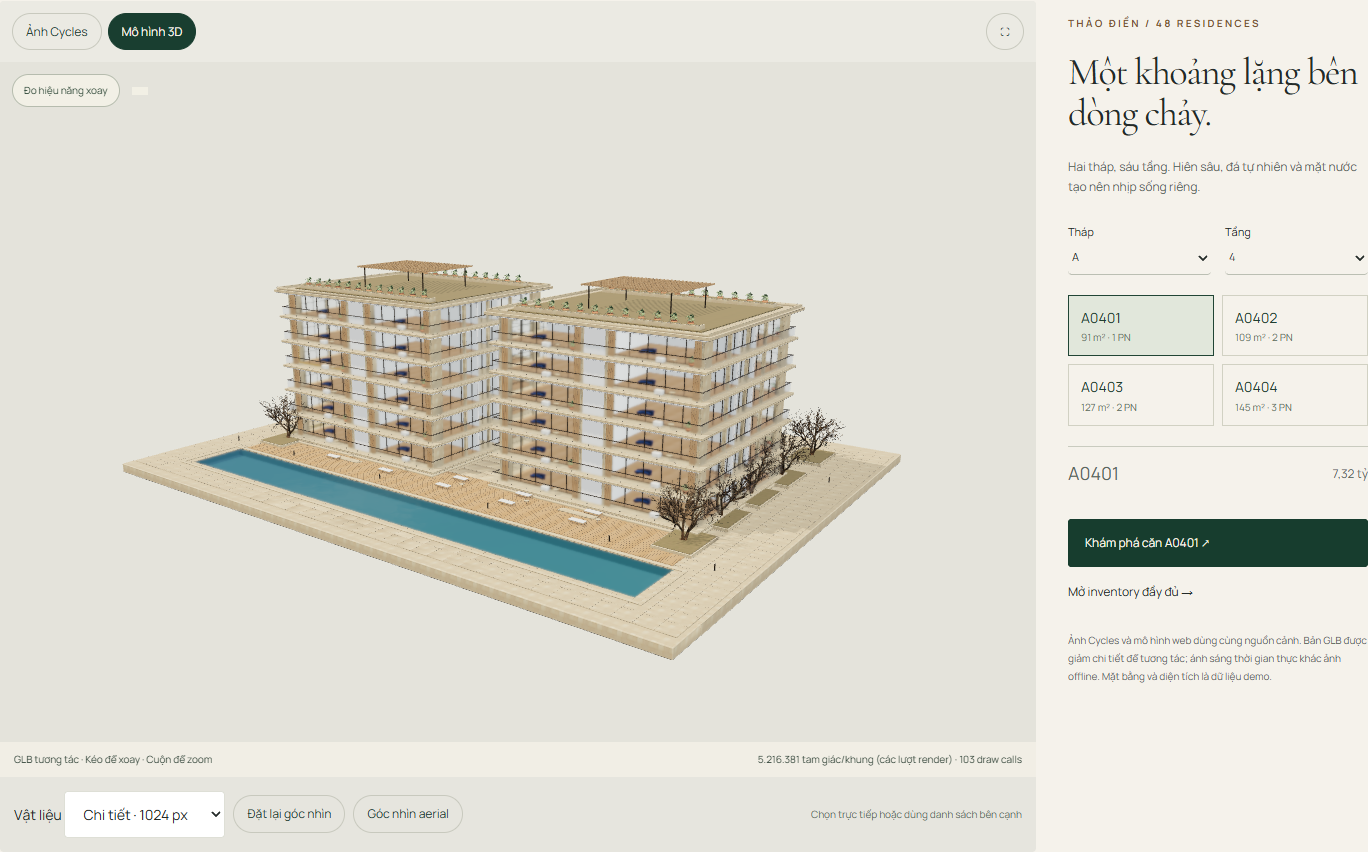 Ảnh Cycles
Mô hình 3D
Đo hiệu năng xoay
THẢO ĐIỀN / 48 RESIDENCES
Một khoảng lặng bên
dòng chảy.
Hai tháp, sáu tầng. Hiên sâu, đá tự nhiên và mặt nước
tạo nên nhịp sống riêng.
Tháp
Tầng
A
4
A0401
91 m² · 1 PN
A0402
109 m² · 2 PN
A0403
127 m² · 2 PN
A0404
145 m² · 3 PN
A0401
7,32 tỷ
Khám phá căn A0401 ↗
Mở inventory đầy đủ →
Ảnh Cycles và mô hình web dùng cùng nguồn cảnh. Bản GLB được
giảm chi tiết để tương tác; ánh sáng thời gian thực khác ảnh
offline. Mặt bằng và diện tích là dữ liệu demo.
GLB tương tác · Kéo để xoay · Cuộn để zoom
5.216.381 tam giác/khung (các lượt render) · 103 draw calls
Vật liệu
Chi tiết · 1024 px
Đặt lại góc nhìn
Góc nhìn aerial
Chọn trực tiếp hoặc dùng danh sách bên cạnh